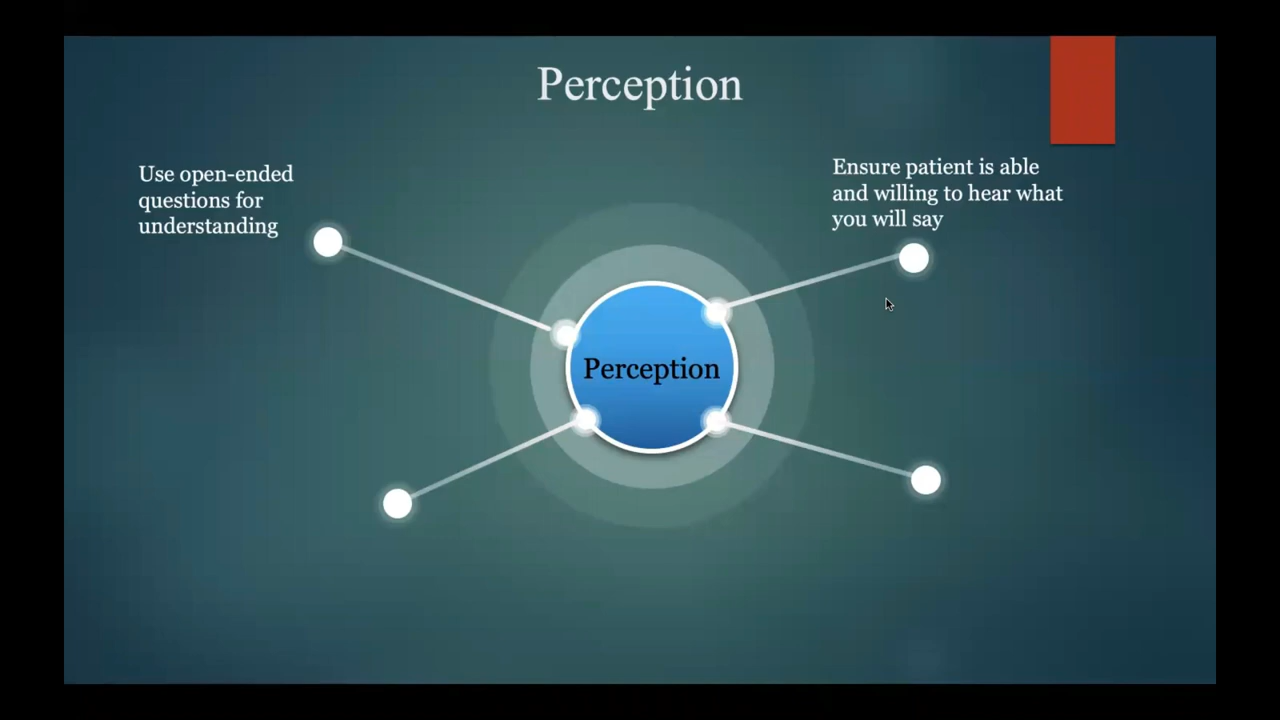 Perception
Use open-ended
questions for
understanding
Ensure patient is able
and willing to hear what
you will say
Perception